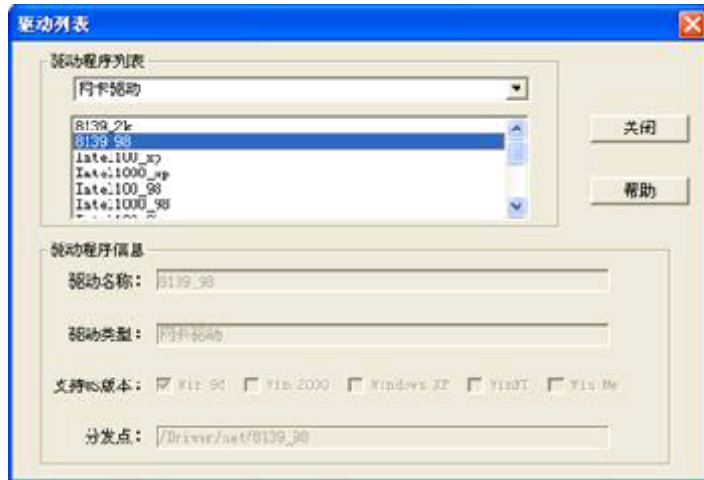 驱动列表
驱动程序列表
网卡驱动
8139_2k
8139_98
Intel100_xp
Intel1000_xp
Intel100_98
Intel1000_98
关闭
帮助
驱动程序信息
驱动名称： 8139_98
驱动类型： 网卡驱动
支持OS版本： Win 98 Win 2000 Windows XP WinNT Win Me
分发点： /Driver/net/8139_98